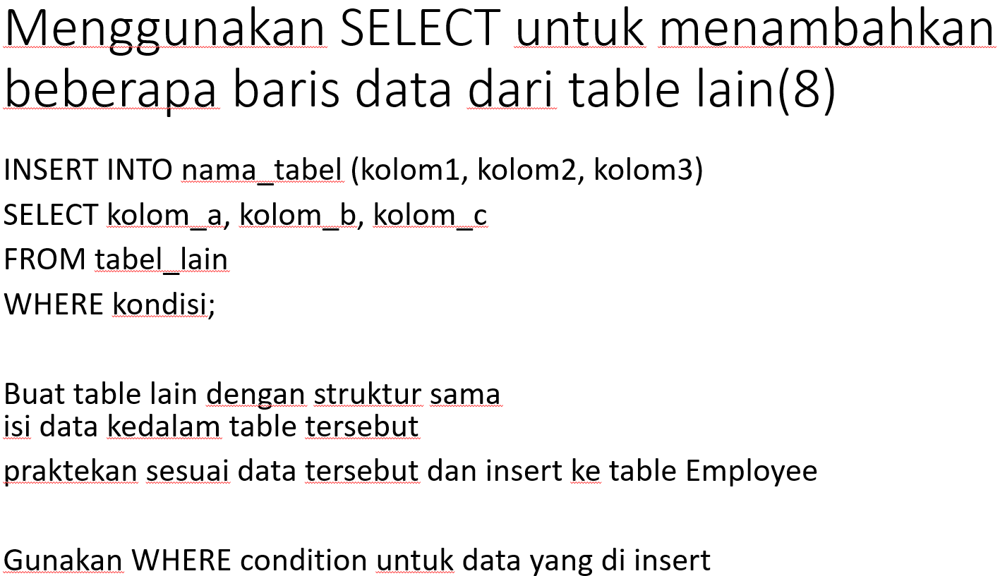 Menggunakan SELECT untuk menambahkan
beberapa baris data dari table lain(8)
INSERT INTO nama_tabel (kolom1, kolom2, kolom3)
SELECT kolom_a, kolom_b, kolom_c
FROM tabel_lain
WHERE kondisi;
Buat table lain dengan struktur sama
isi data kedalam table tersebut
praktekan sesuai data tersebut dan insert ke table Employee
Gunakan WHERE condition untuk data yang di insert